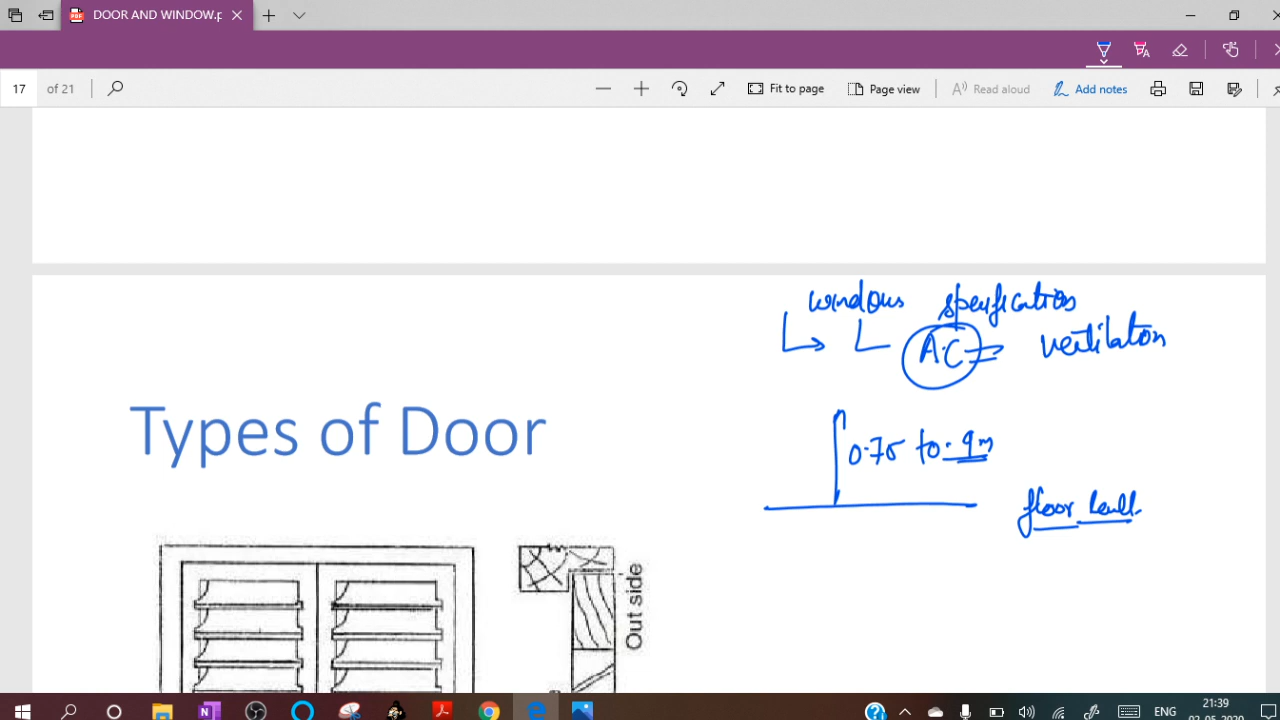 DOOR AND WINDOW.p
17 of 21
Fit to page
Page view
Read aloud
Add notes
windows specification
A.C ventilation
Types of Door
0.75 to .9m
floor level.
Out side
ENG
21:39